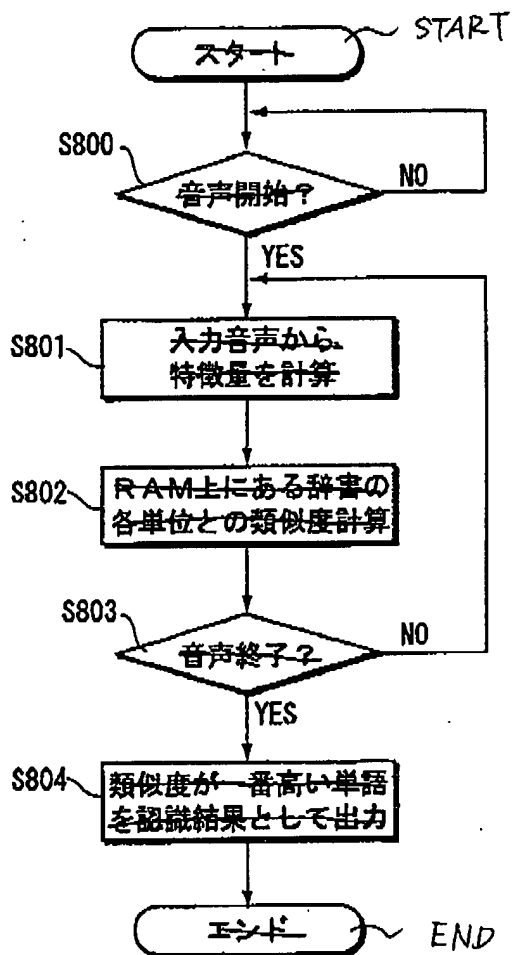 スタート
START
S800
音声開始?
NO
YES
S801
入力音声から、
特徴量を計算
S802
RAM上にある辞書の
各単位との類似度計算
S803
音声終了?
NO
YES
S804
類似度が一番高い単語
を認識結果として出力
エンド
END